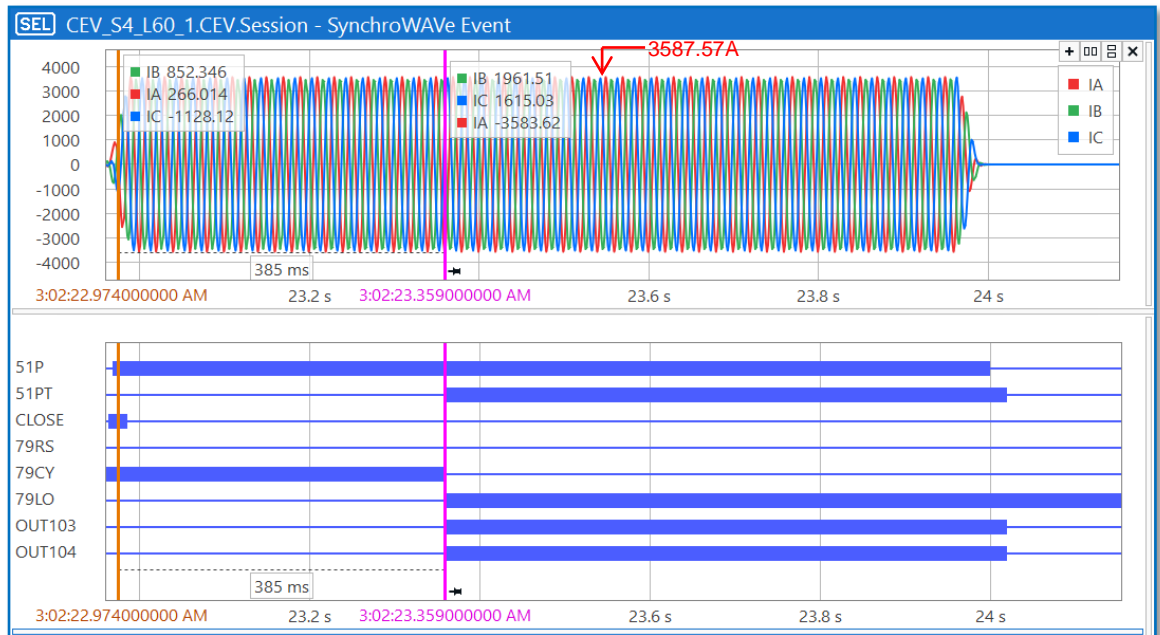 SEL CEV_S4_L60_1.CEV.Session - SynchroWAVe Event
3587.57A
4000
3000
2000
1000
0
-1000
-2000
-3000
-4000
IB 852.346
IA 266.014
IC -1128.12
IB 1961.51
IC 1615.03
IA -3583.62
IA
IB
IC
385 ms
3:02:22.974000000 AM 23.2 s 3:02:23.359000000 AM 23.6 s 23.8 s 24 s
51P
51PT
CLOSE
79RS
79CY
79LO
OUT103
OUT104
385 ms
3:02:22.974000000 AM 23.2 s 3:02:23.359000000 AM 23.6 s 23.8 s 24 s